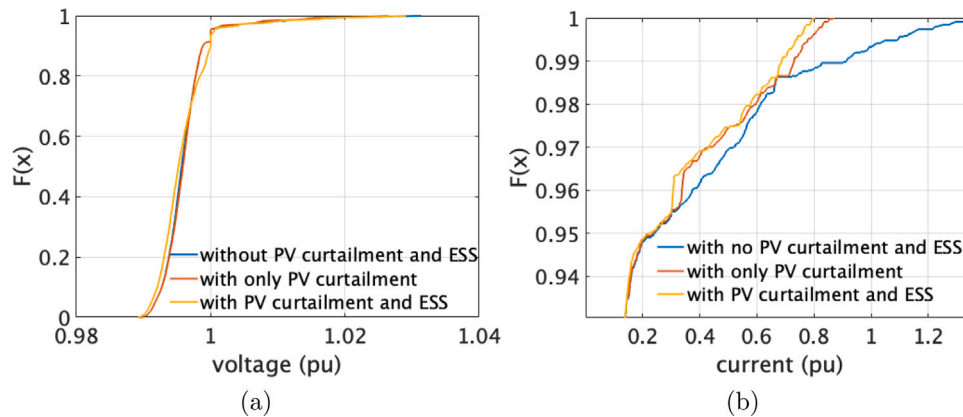 1
0.8
0.6
0.4
0.2
0
F(x)
without PV curtailment and ESS
with only PV curtailment
with PV curtailment and ESS
0.98 1 1.02 1.04
voltage (pu)
(a)
1
0.99
0.98
0.97
0.96
0.95
0.94
F(x)
with no PV curtailment and ESS
with only PV curtailment
with PV curtailment and ESS
0.2 0.4 0.6 0.8 1 1.2
current (pu)
(b)